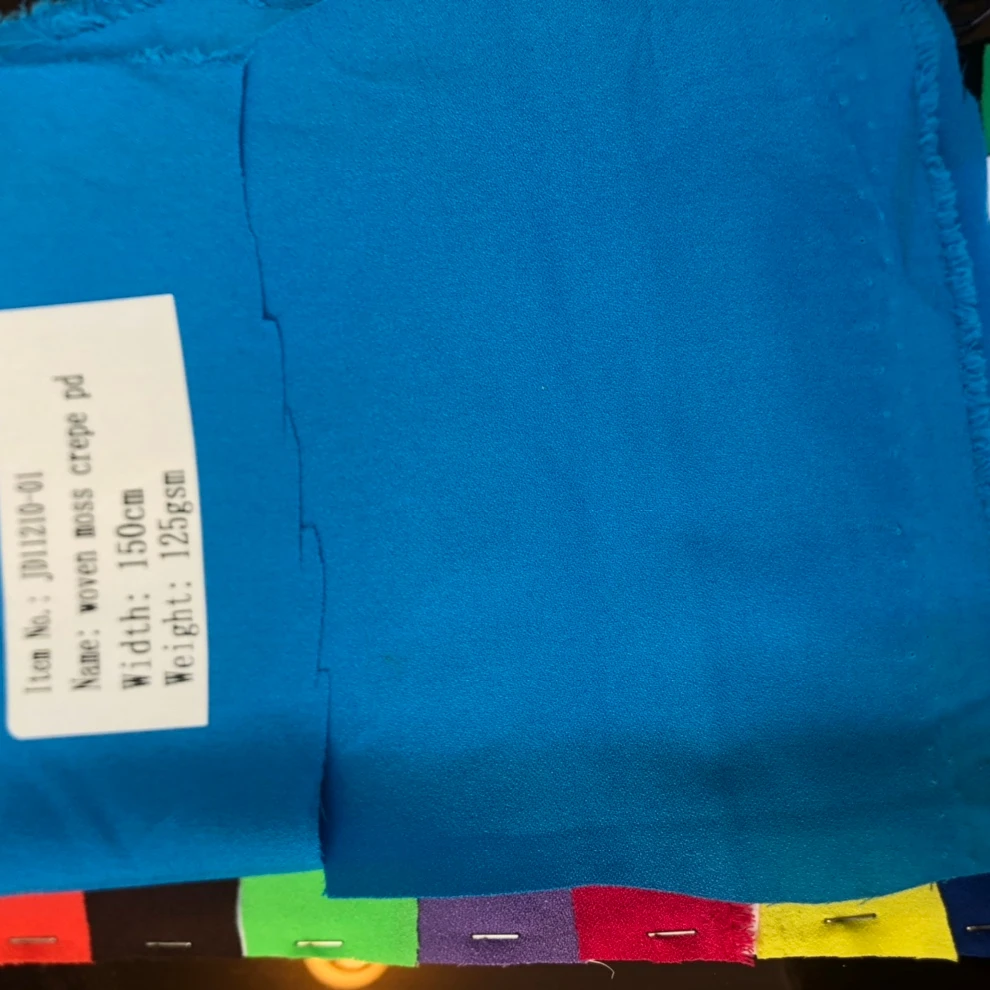 Item No.: JD11210-01
Name: woven moss crepe pd
Width: 150cm
Weight: 125gsm